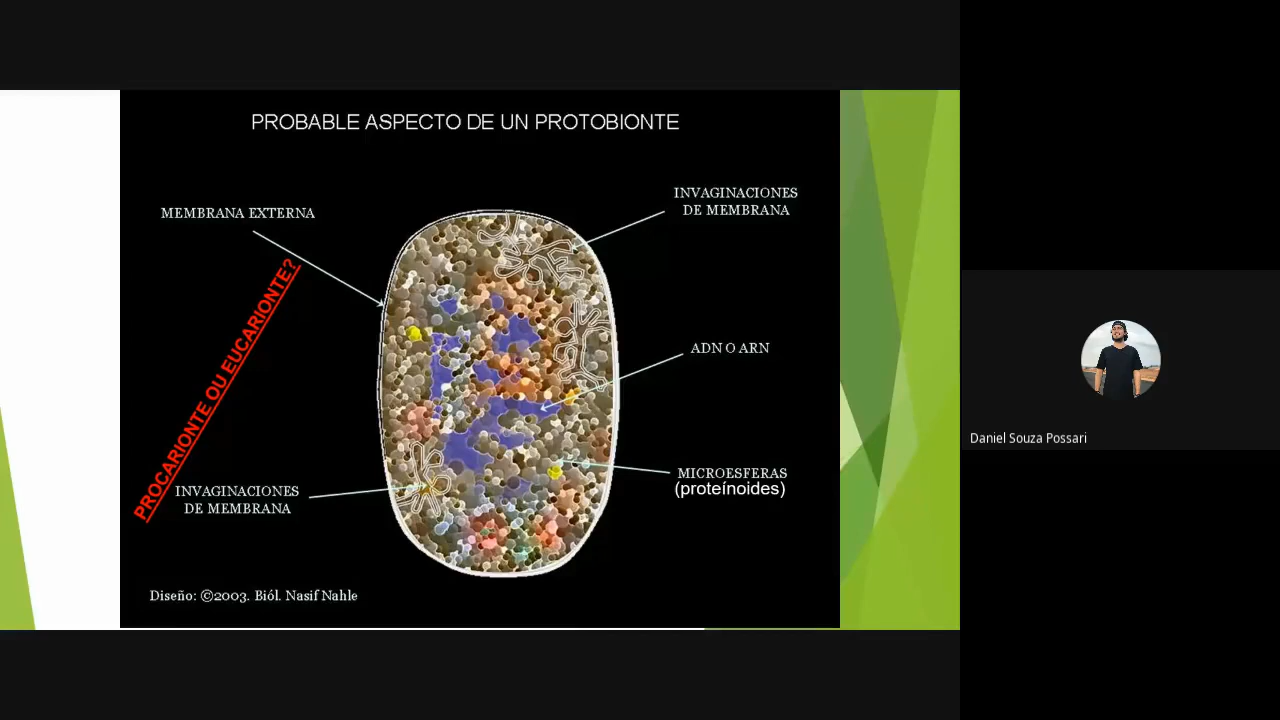 PROBABLE ASPECTO DE UN PROTOBIONTE
INVAGINACIONES
DE MEMBRANA
MEMBRANA EXTERNA
PROCARIONTE OU EUCARIONTE?
ADN O ARN
MICROESFERAS
(proteínoides)
INVAGINACIONES
DE MEMBRANA
Diseño: ©2003. Biól. Nasif Nahle
Daniel Souza Possari